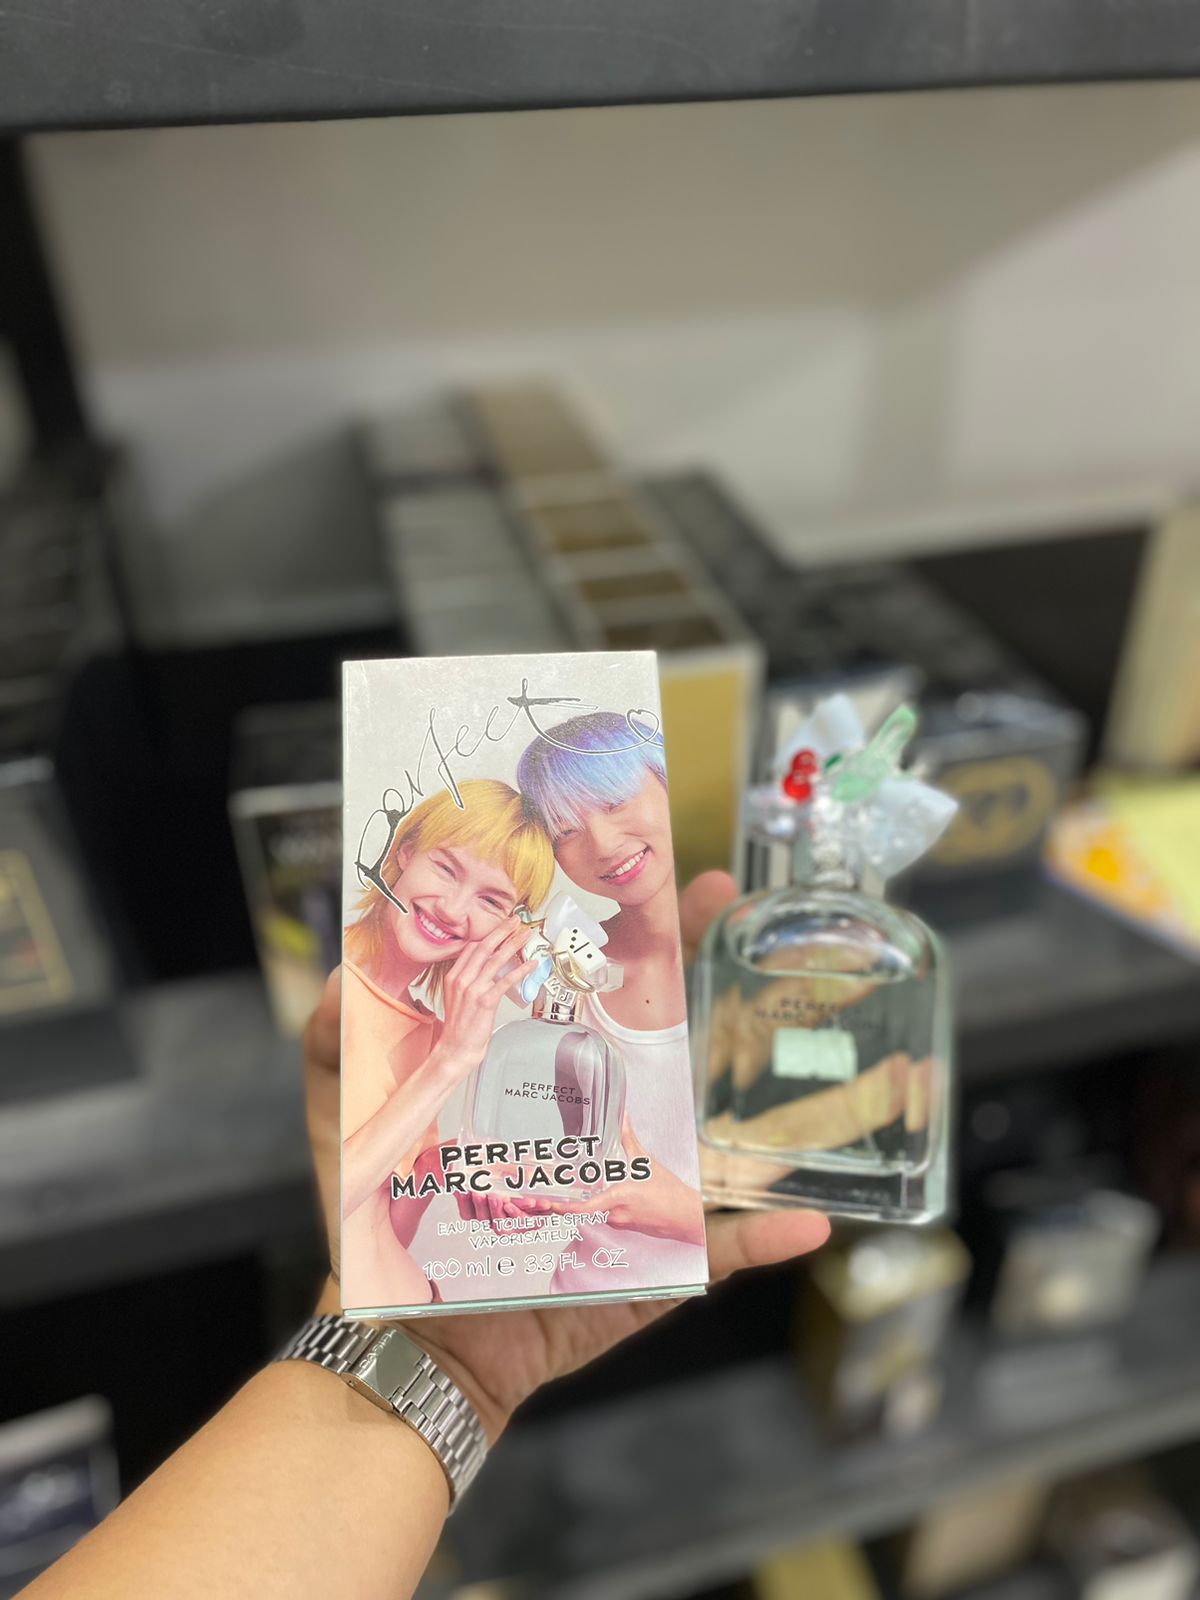 perfect
PERFECT
MARC JACOBS
PERFECT
MARC JACOBS
EAU DE TOILETTE SPRAY
VAPORISATEUR
100 ml e 3.3 FL OZ
PERFECT
MARC JACOBS
CASIO